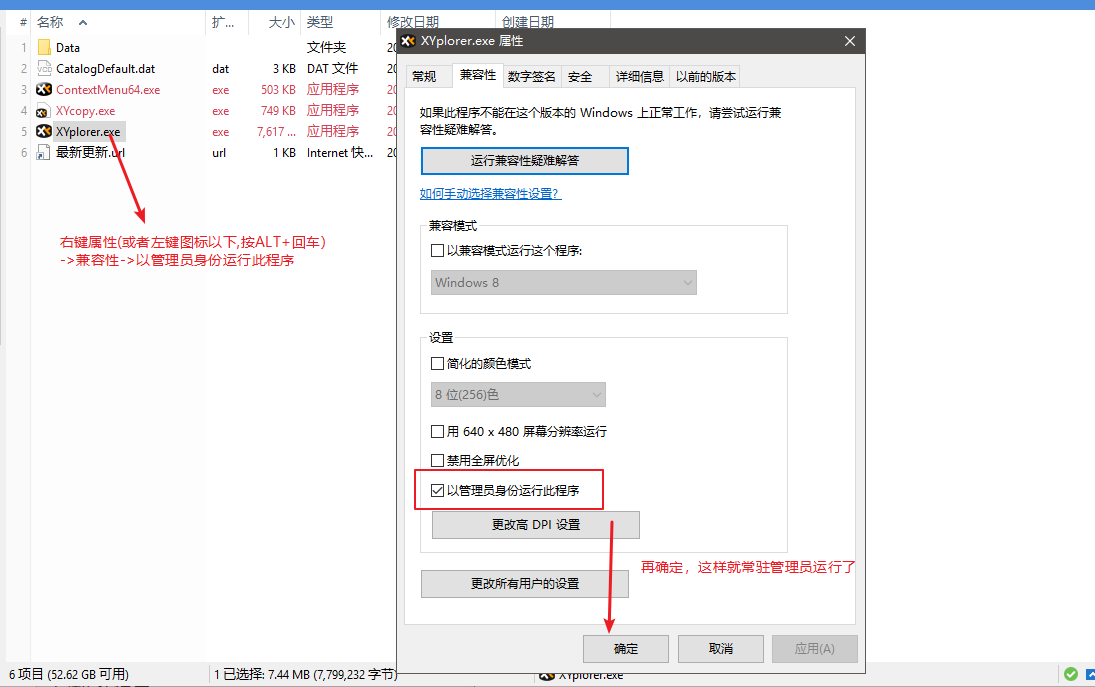 # 名称 扩... 大小 类型 修改日期 创建日期
1 Data 文件夹 20
2 CatalogDefault.dat dat 3 KB DAT 文件 20
3 ContextMenu64.exe exe 503 KB 应用程序 20
4 XYcopy.exe exe 749 KB 应用程序 20
5 XYplorer.exe exe 7,617 ... 应用程序 20
6 最新更新.url url 1 KB Internet 快... 20
右键属性(或者左键图标以下,按ALT+回车)
->兼容性->以管理员身份运行此程序
XYplorer.exe 属性
常规 兼容性 数字签名 安全 详细信息 以前的版本
如果此程序不能在这个版本的 Windows 上正常工作，请尝试运行兼
容性疑难解答。
运行兼容性疑难解答
如何手动选择兼容性设置?
兼容模式
以兼容模式运行这个程序:
Windows 8
设置
简化的颜色模式
8 位(256)色
用 640 x 480 屏幕分辨率运行
禁用全屏优化
以管理员身份运行此程序
更改高 DPI 设置
再确定，这样就常驻管理员运行了
更改所有用户的设置
确定 取消 应用(A)
6 项目 (52.62 GB 可用) 1 已选择: 7.44 MB (7,799,232 字节) XYplorer.exe